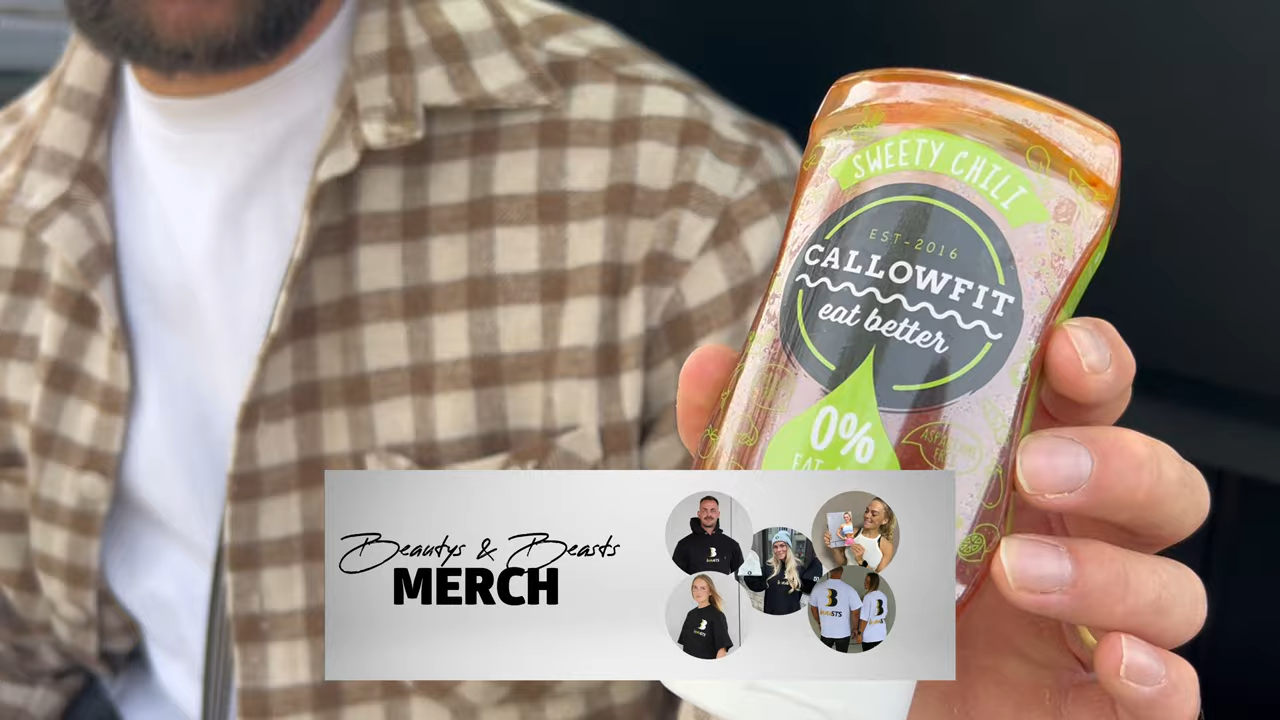 SWEETY CHILI
EST-2016
CALLOWFIT
eat better
0%
Beautys & Beasts
MERCH